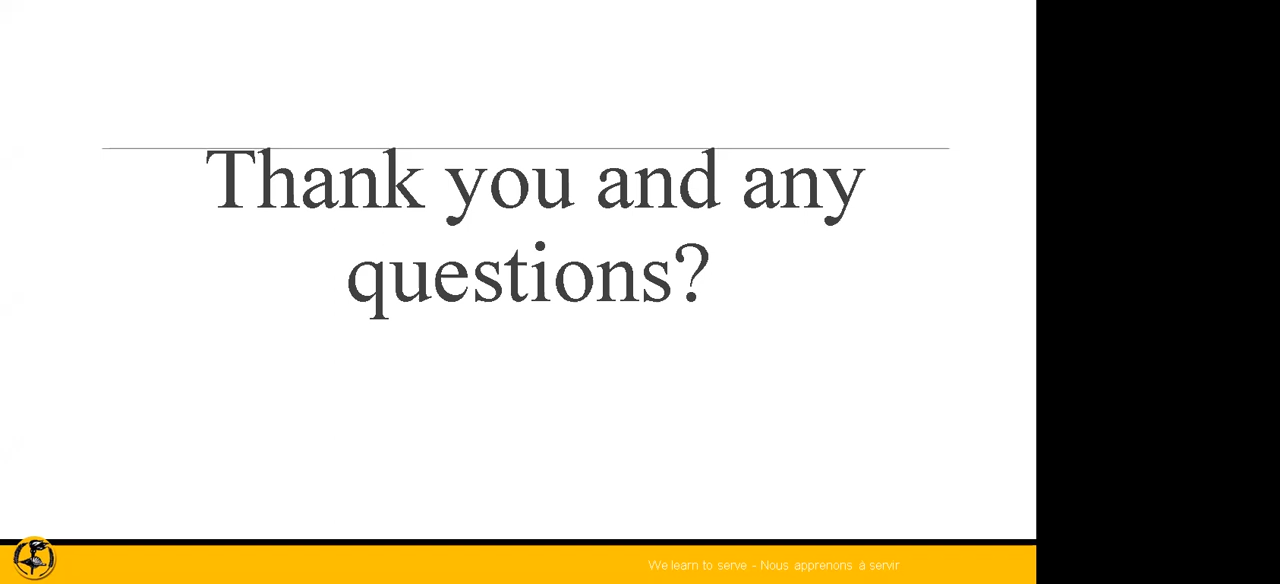 Thank you and any
questions?
We learn to serve - Nous apprenons à servir